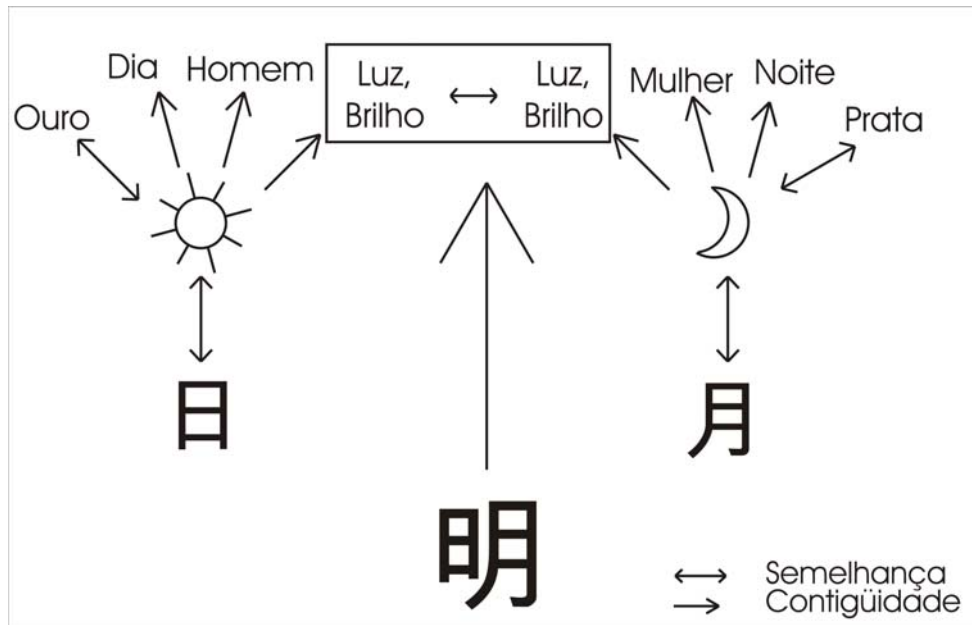 Ouro
Dia
Homem
Luz,
Brilho
Luz,
Brilho
Mulher
Noite
Prata
日
月
明
Semelhança
Contigüidade